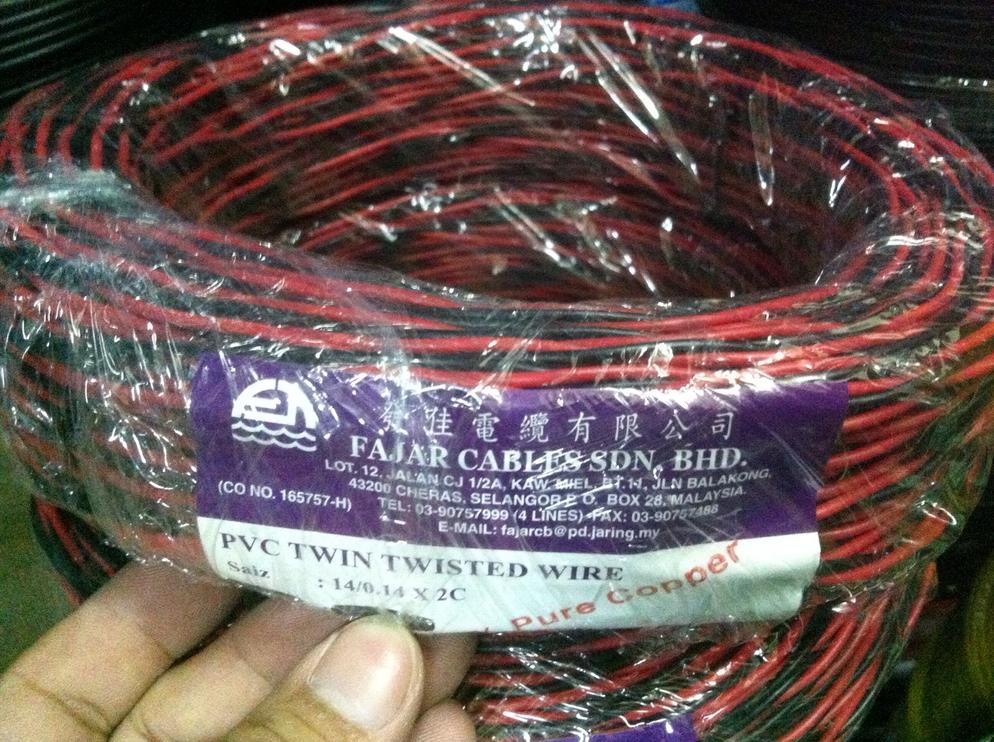 發佳電纜有限公司
FAJAR CABLES SDN. BHD.
LOT. 12, JALAN CJ 1/2A, KAW. MIEL, BT.11, JLN BALAKONG,
43200 CHERAS, SELANGOR P. O. BOX 28, MALAYSIA.
(CO NO. 165757-H) TEL: 03-90757999 (4 LINES) FAX: 03-90757488
E-MAIL: fajarcb@pd.jaring.my
PVC TWIN TWISTED WIRE
Saiz : 14/0.14 X 2C
Pure Copper